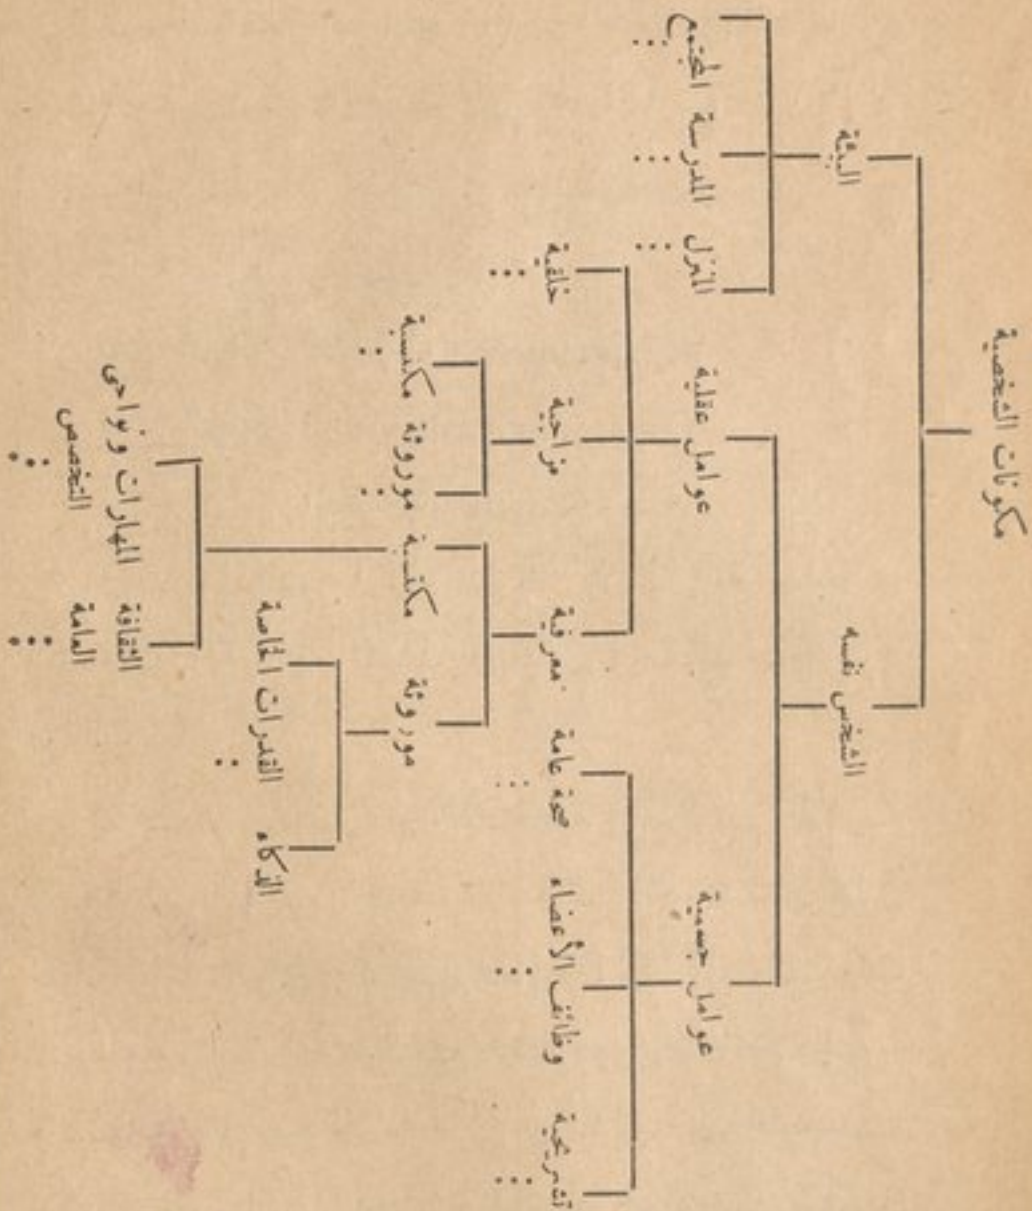 مكونات الشخصية
الشخص نفسه
البيئة
عوامل جسمية
عوامل عقلية
المنزل المدرسة المجتمع
تشريحية
وظائف الأعضاء
صحة عامة
معرفية
مزاجية
خلقية
موروثة
مكتسبة
موروثة مكتسبة
الذكاء
القدرات الخاصة
الثقافة العامة
المهارات ونواحى التخصص